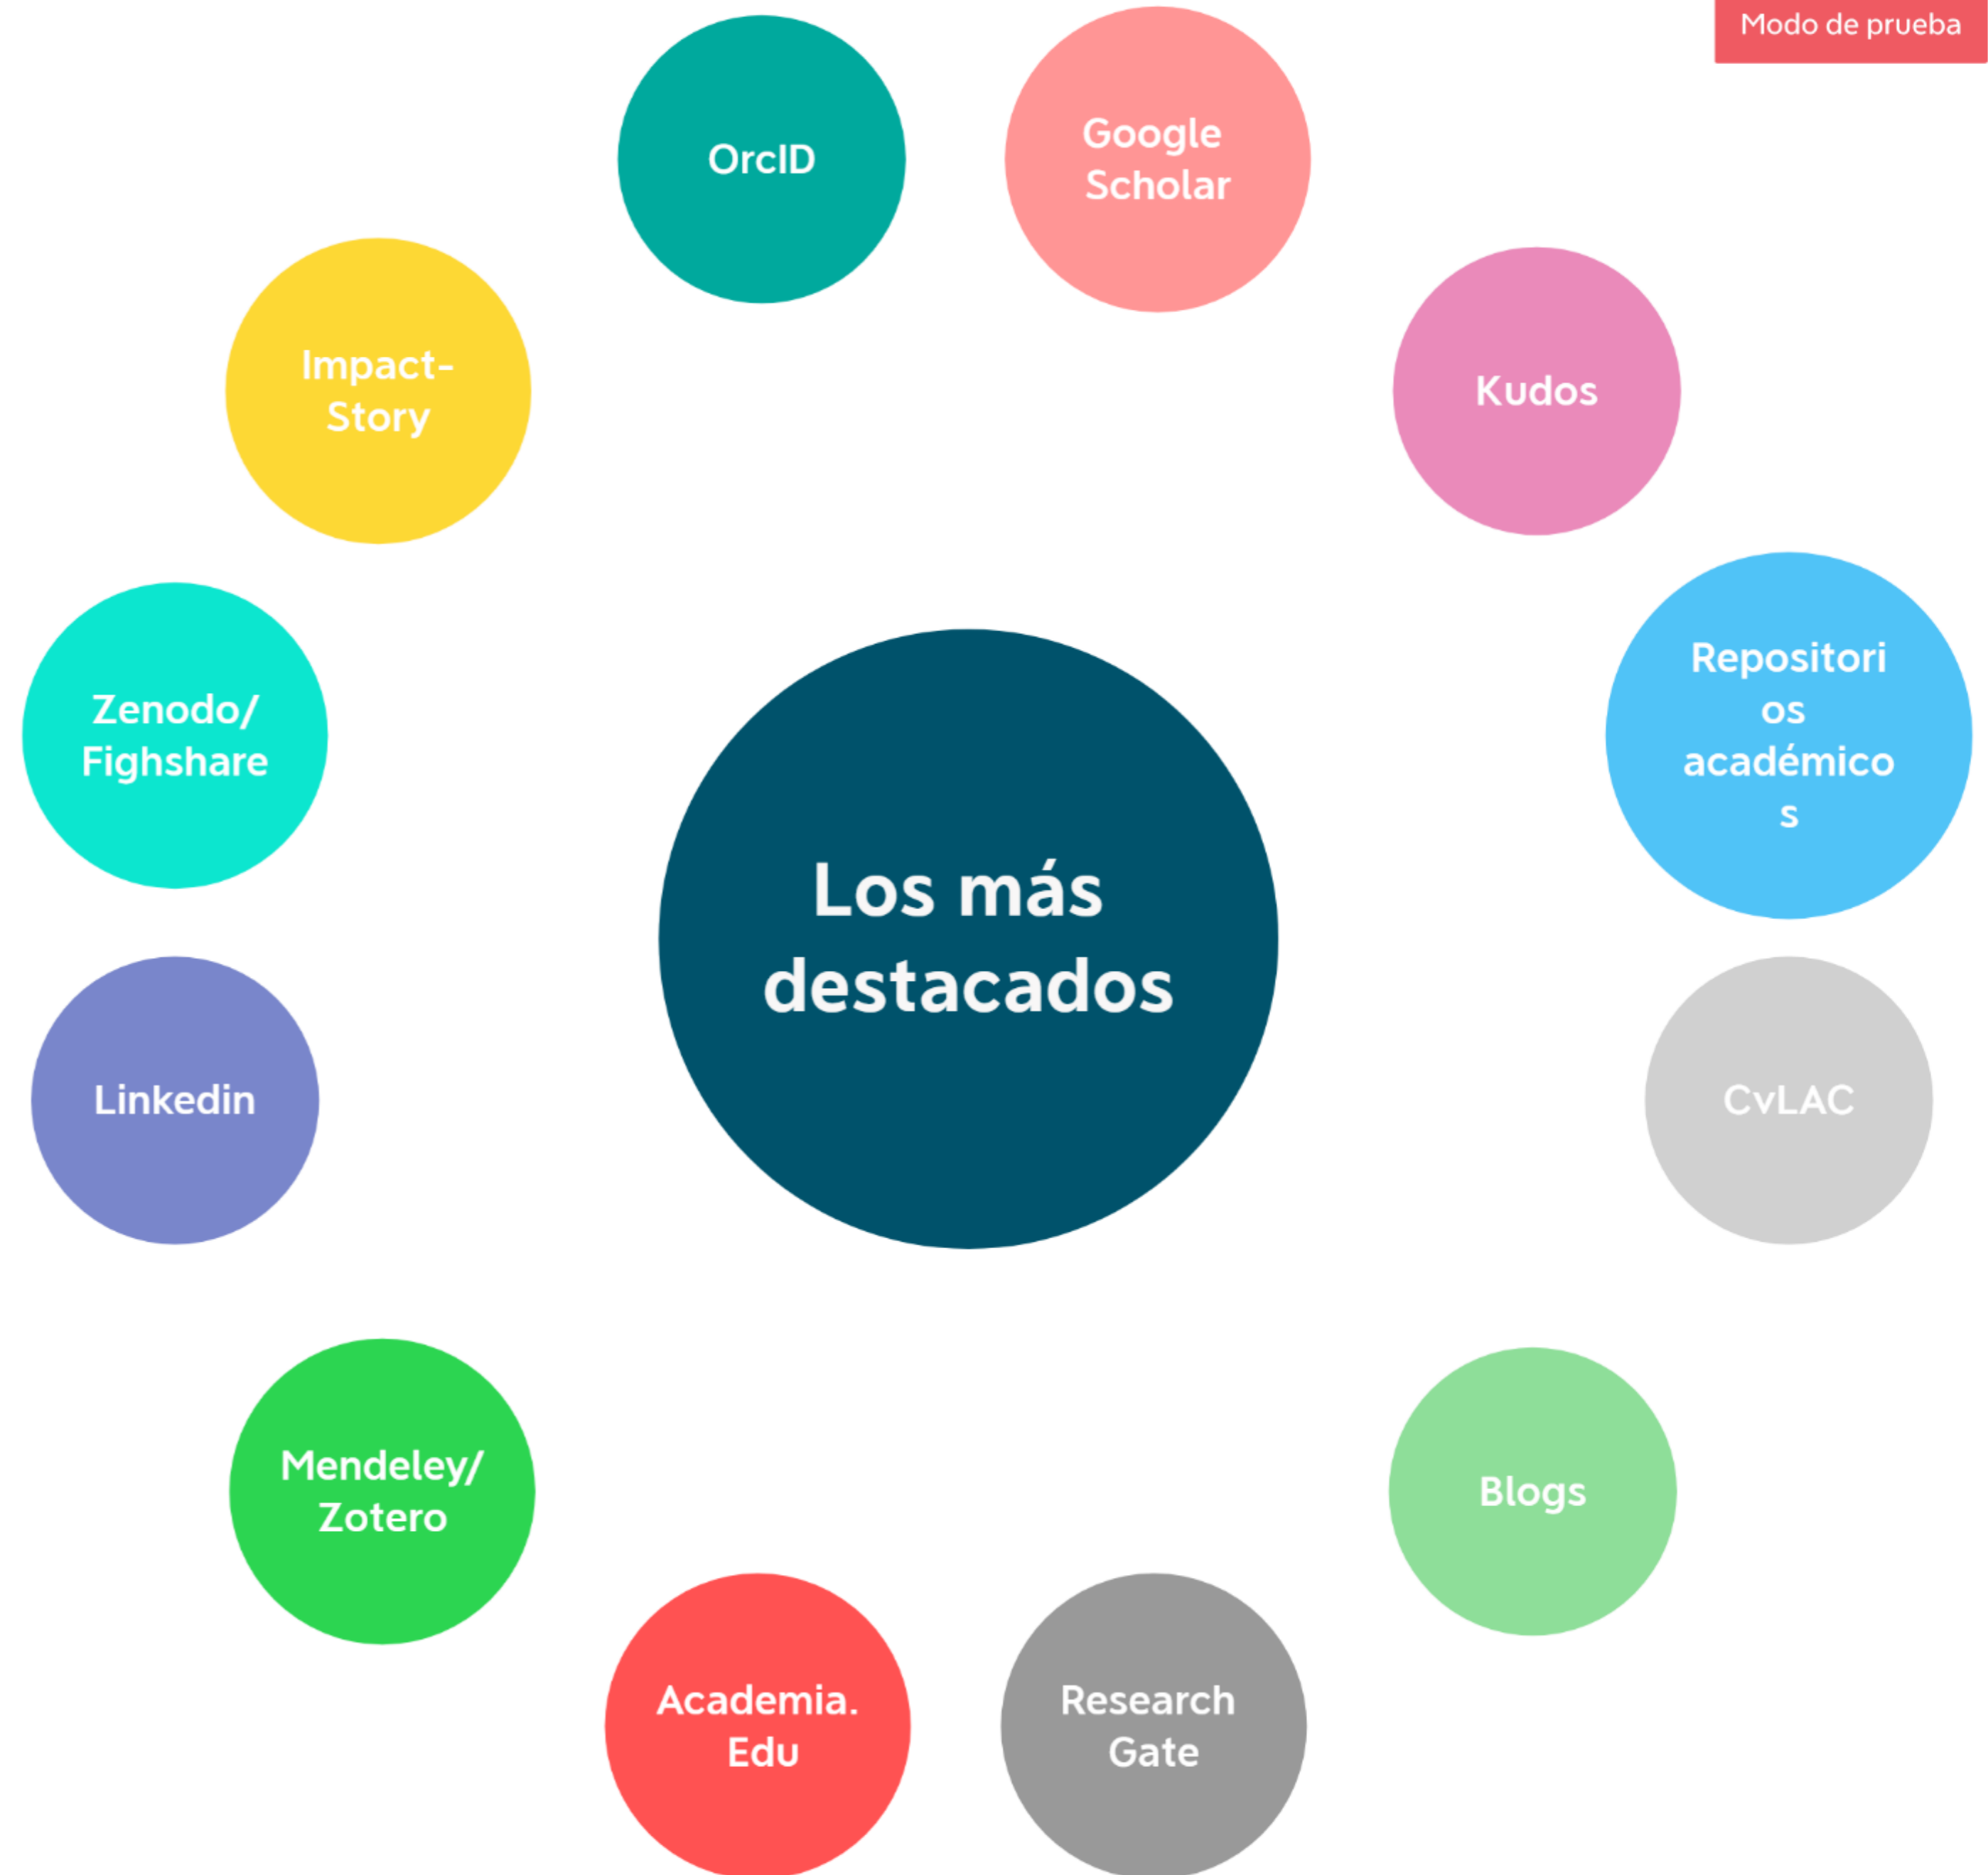 Modo de prueba
OrcID
Google
Scholar
Impact-
Story
Kudos
Zenodo/
Fighshare
Repositori
os
académico
s
Los más
destacados
Linkedin
CvLAC
Mendeley/
Zotero
Blogs
Academia.
Edu
Research
Gate